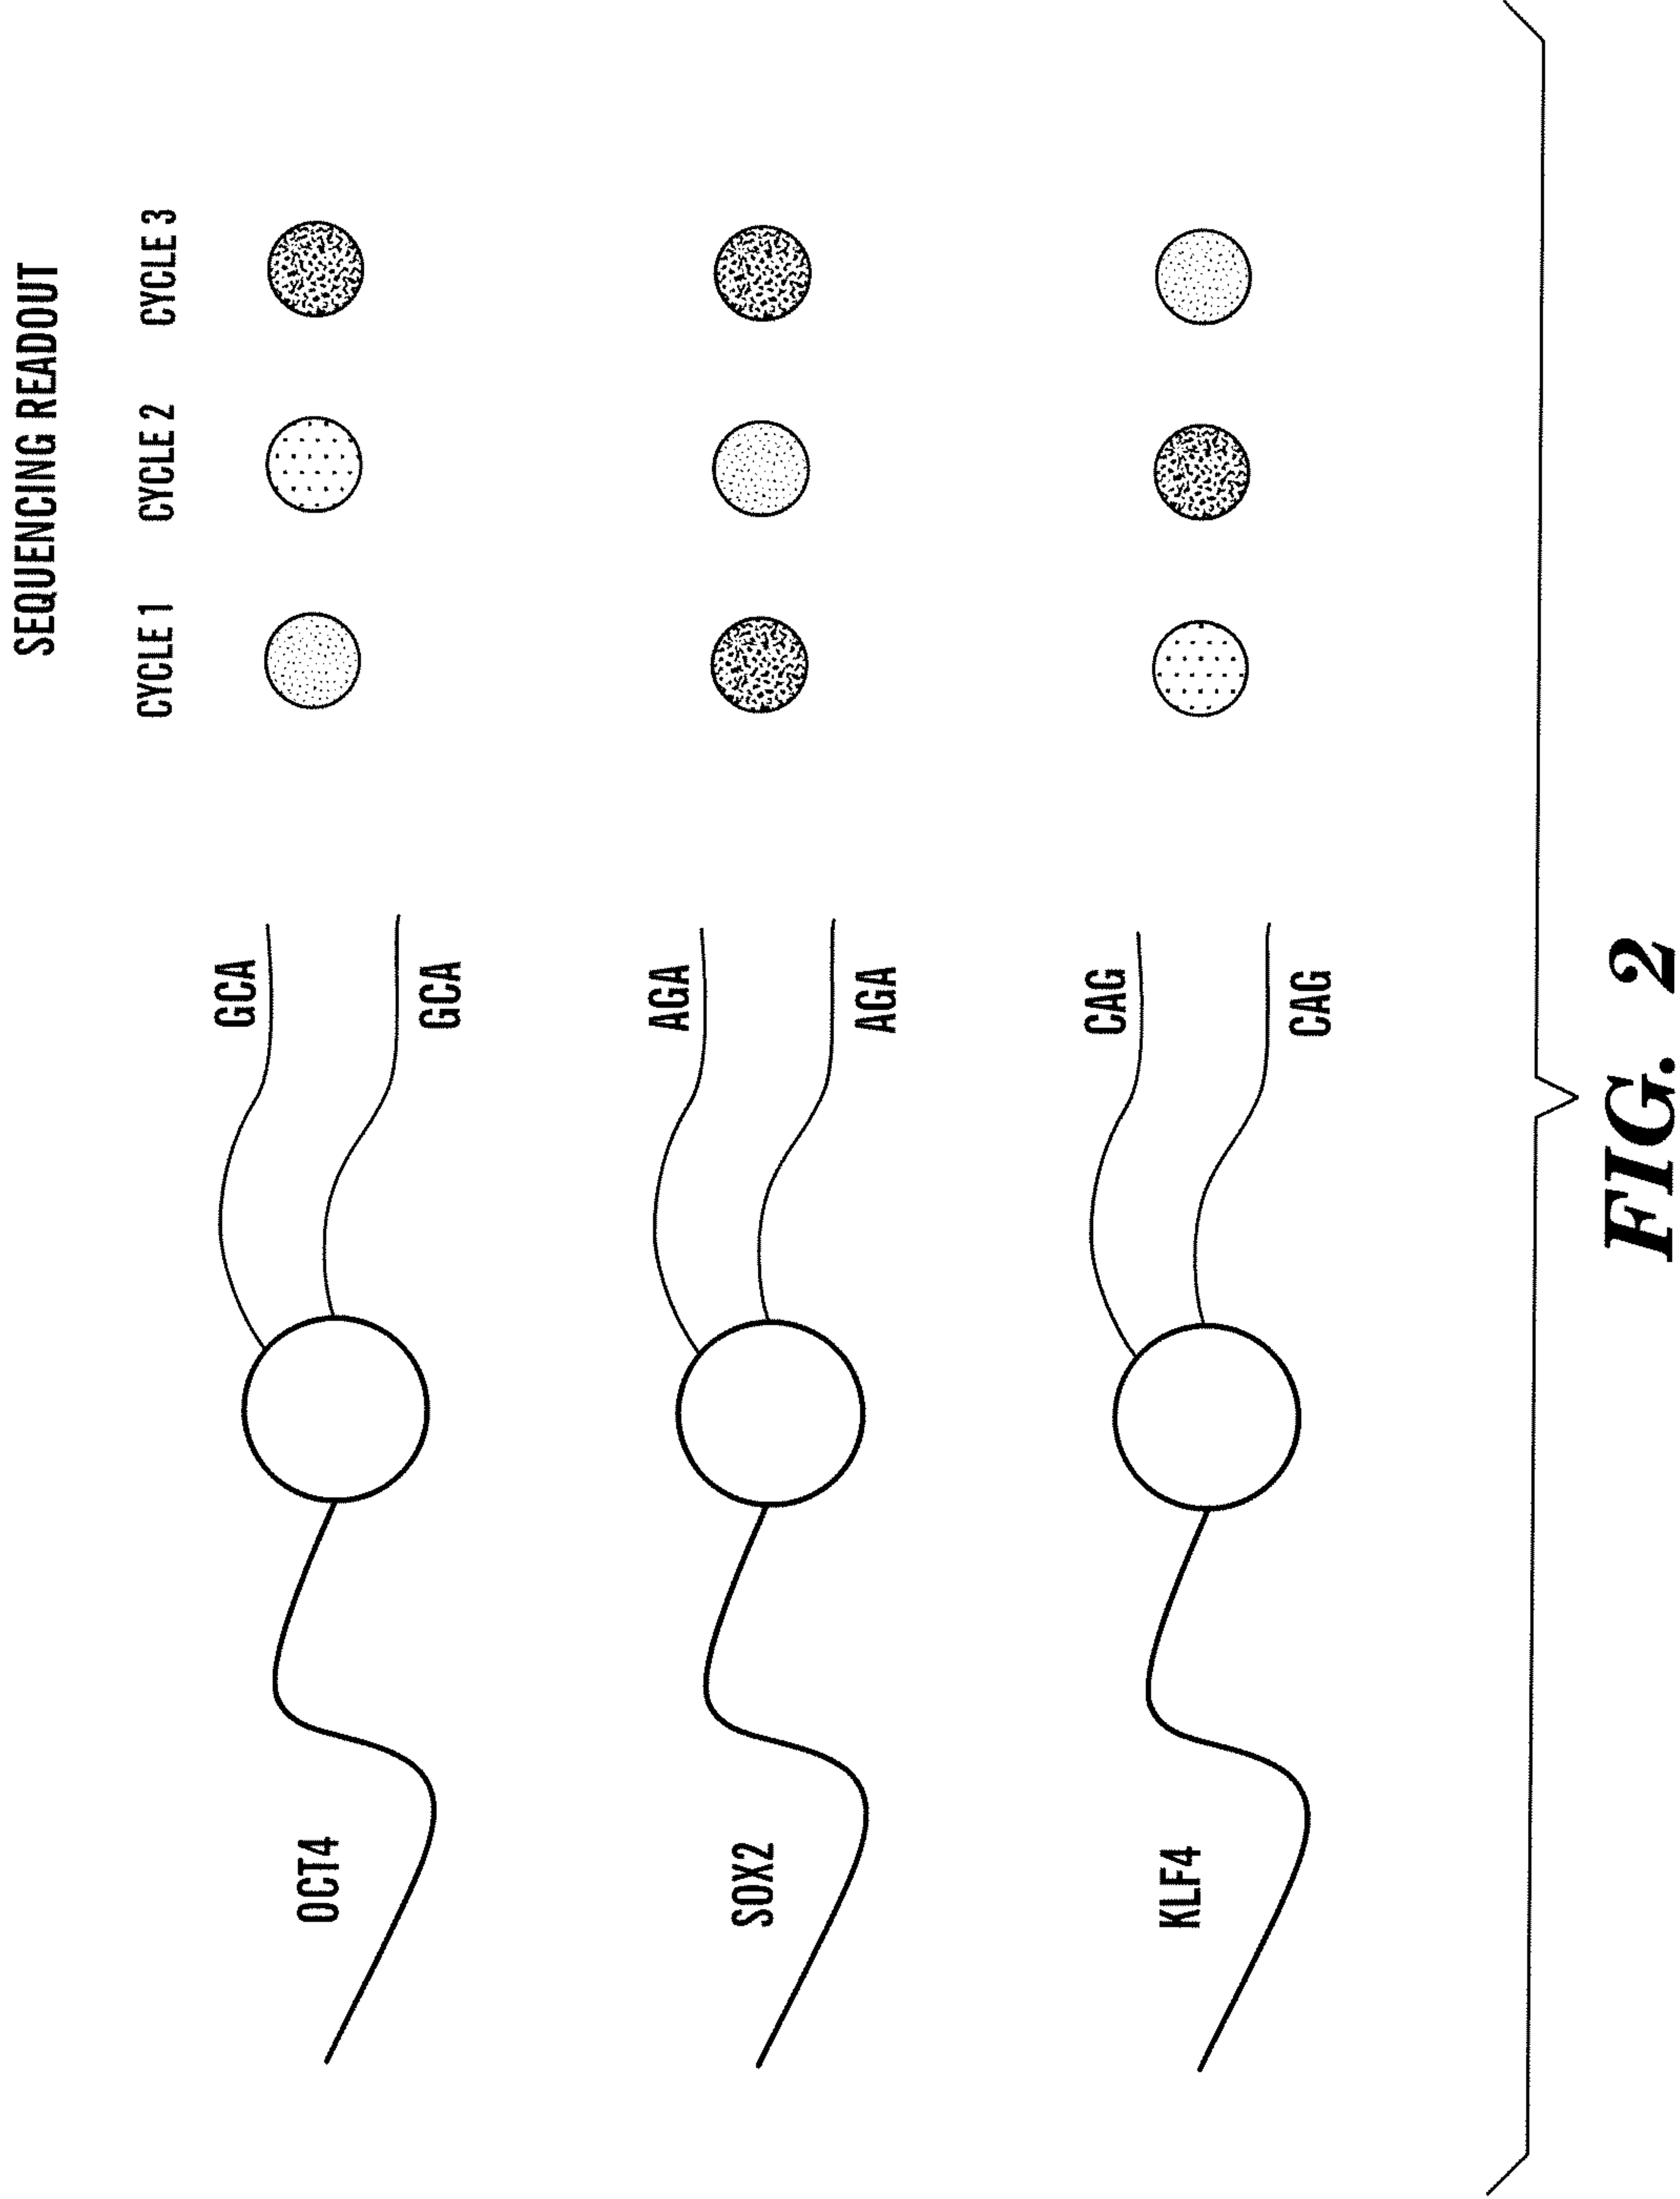 SEQUENCING READOUT
CYCLE 1 CYCLE 2 CYCLE 3
GCA
OCT4
GCA
AGA
SOX2
AGA
CAG
KLF4
CAG
FIG. 2